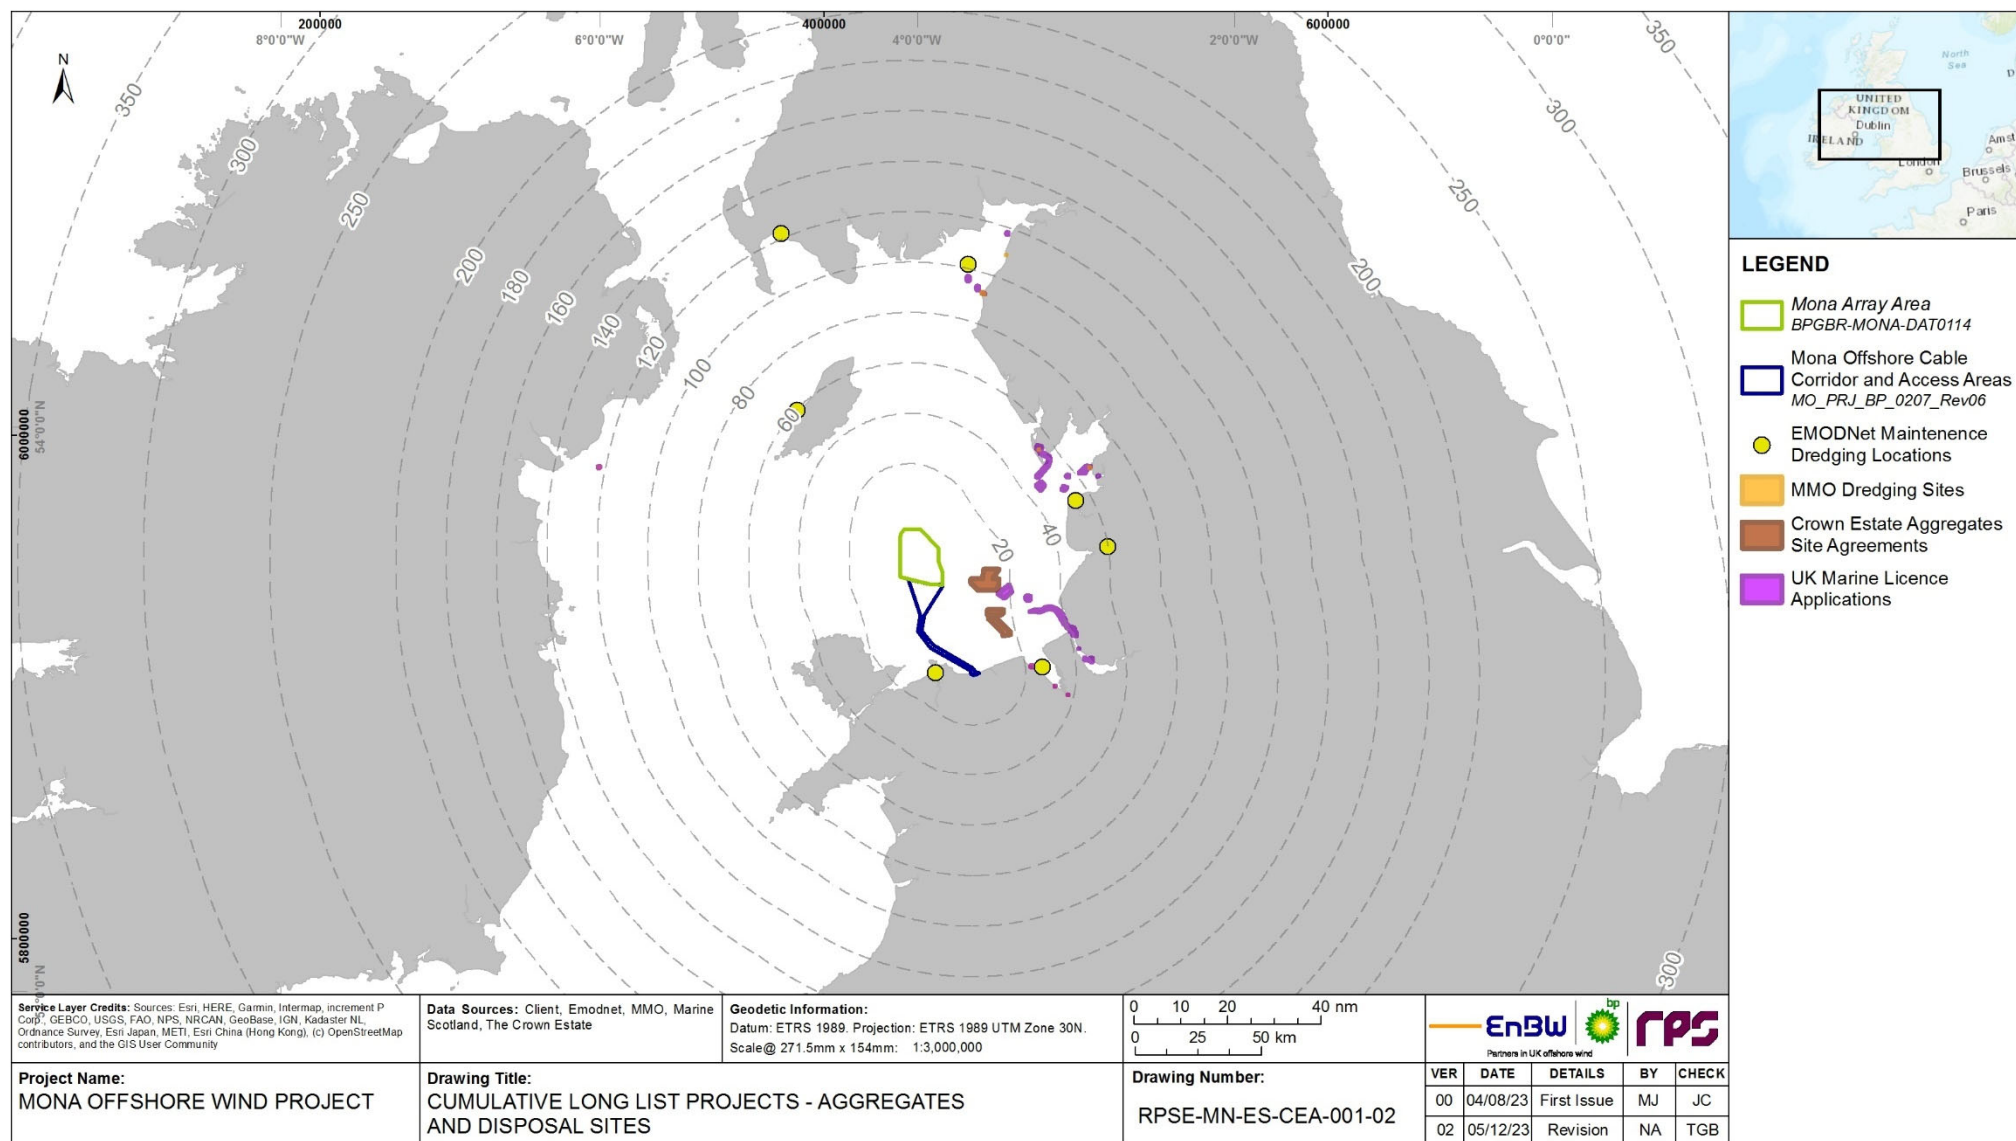 200000
400000
600000
8°0'0"W
6°0'0"W
4°0'0"W
2°0'0"W
0°0'0"
N
350
300
250
200
180
160
140
120
100
80
60
40
20
350
300
250
200
300
6000000
54°0'0"N
5800000
0'0"N
North
Sea
UNITED
KINGDOM
Dublin
IRELAND
London
Amst
Brussels
Paris
D
LEGEND
Mona Array Area
BPGBR-MONA-DAT0114
Mona Offshore Cable
Corridor and Access Areas
MO_PRJ_BP_0207_Rev06
EMODNet Maintenence
Dredging Locations
MMO Dredging Sites
Crown Estate Aggregates
Site Agreements
UK Marine Licence
Applications
Service Layer Credits: Sources: Esri, HERE, Garmin, Intermap, increment P
Corp., GEBCO, USGS, FAO, NPS, NRCAN, GeoBase, IGN, Kadaster NL,
Ordnance Survey, Esri Japan, METI, Esri China (Hong Kong), (c) OpenStreetMap
contributors, and the GIS User Community
Data Sources: Client, Emodnet, MMO, Marine
Scotland, The Crown Estate
Geodetic Information:
Datum: ETRS 1989. Projection: ETRS 1989 UTM Zone 30N.
Scale@ 271.5mm x 154mm: 1:3,000,000
0 10 20 40 nm
0 25 50 km
EnBW
bp
rps
Partners in UK offshore wind
Project Name:
MONA OFFSHORE WIND PROJECT
Drawing Title:
CUMULATIVE LONG LIST PROJECTS - AGGREGATES
AND DISPOSAL SITES
Drawing Number:
RPSE-MN-ES-CEA-001-02
VER DATE DETAILS BY CHECK
00 04/08/23 First Issue MJ JC
02 05/12/23 Revision NA TGB